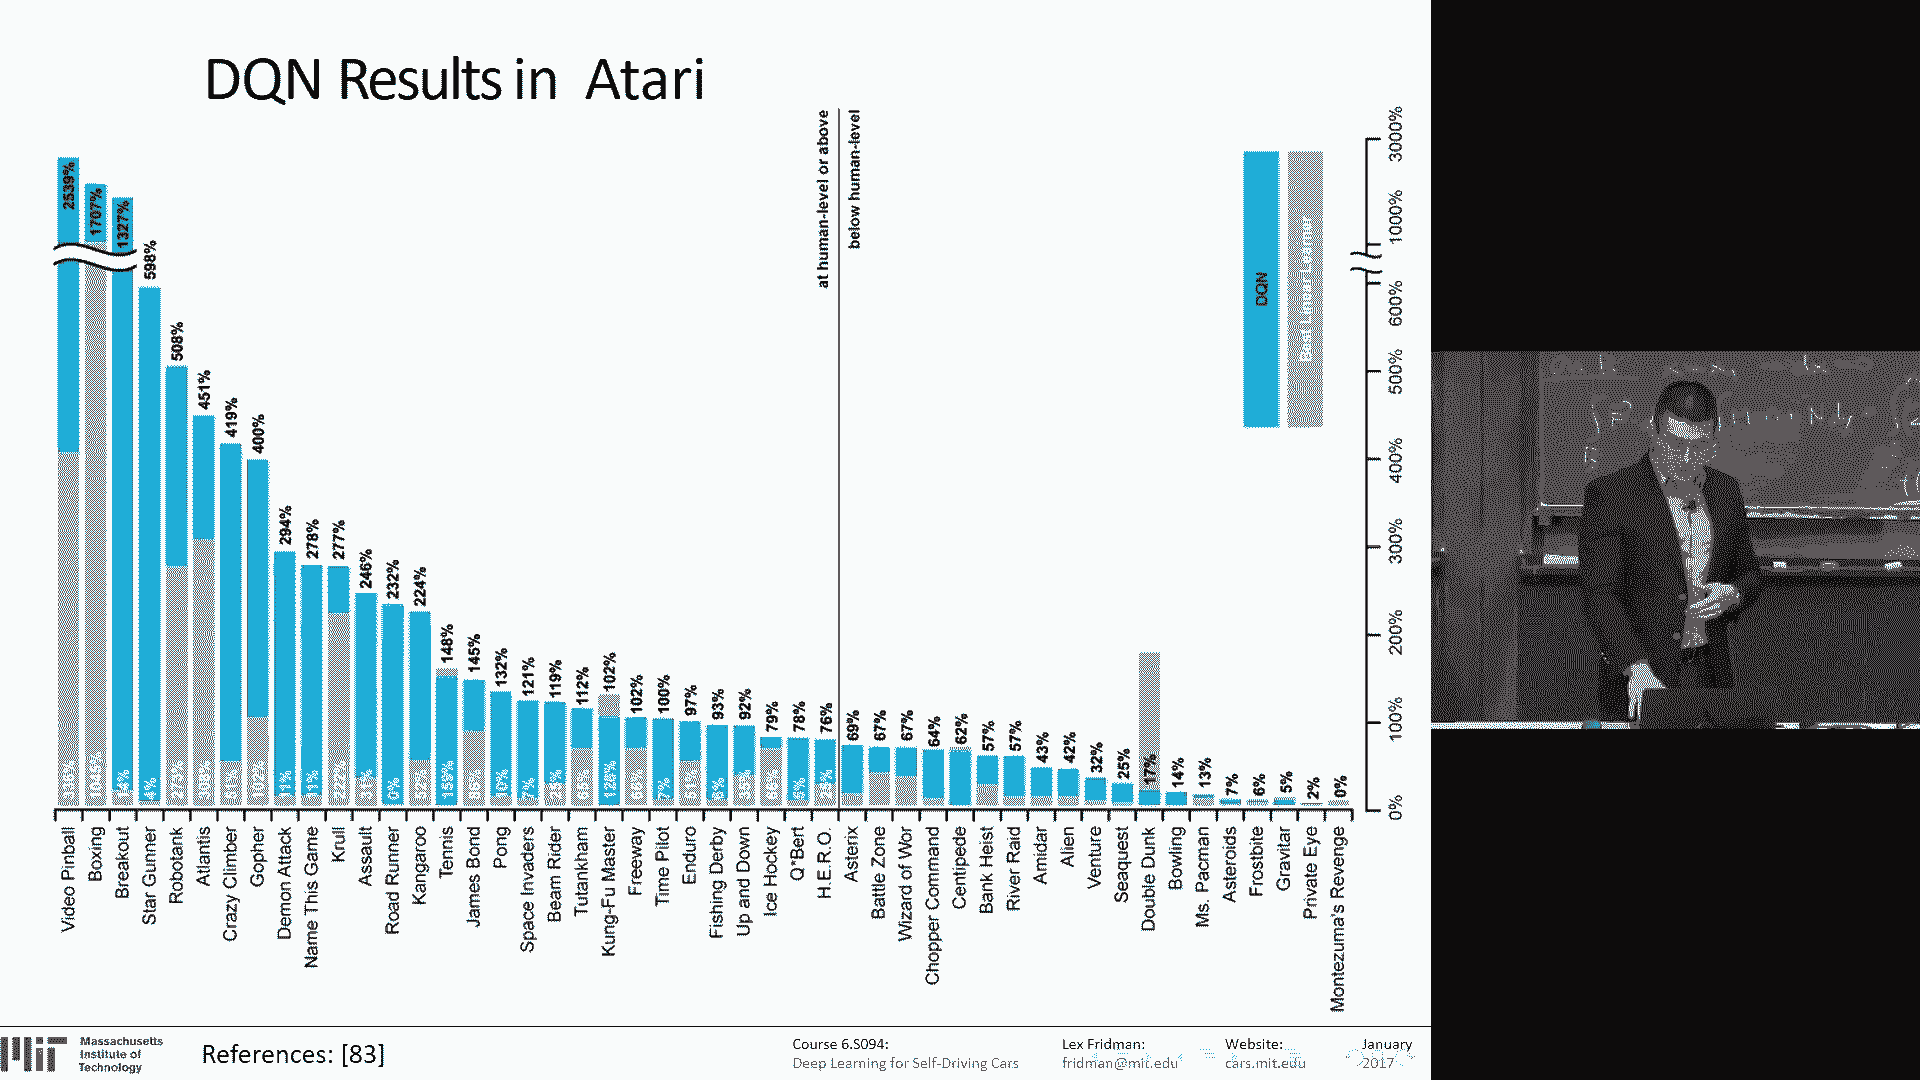 DQN Results in Atari
at human-level or above
below human-level
2539%
1707%
1327%
598%
508%
451%
419%
400%
294%
278%
277%
246%
232%
224%
148%
145%
132%
121%
119%
112%
102%
102%
100%
97%
93%
92%
79%
78%
76%
69%
67%
67%
64%
62%
57%
57%
43%
42%
32%
25%
17%
14%
13%
7%
6%
5%
2%
0%
DQN
Best Linear Learner
3000%
1000%
600%
500%
400%
300%
200%
100%
0%
Video Pinball
Boxing
Breakout
Star Gunner
Robotank
Atlantis
Crazy Climber
Gopher
Demon Attack
Name This Game
Krull
Assault
Road Runner
Kangaroo
Tennis
James Bond
Pong
Space Invaders
Beam Rider
Tutankham
Kung-Fu Master
Freeway
Time Pilot
Enduro
Fishing Derby
Up and Down
Ice Hockey
Q*Bert
H.E.R.O.
Asterix
Battle Zone
Wizard of Wor
Chopper Command
Centipede
Bank Heist
River Raid
Amidar
Alien
Venture
Seaquest
Double Dunk
Bowling
Ms. Pacman
Asteroids
Frostbite
Gravitar
Private Eye
Montezuma's Revenge
MIT
Massachusetts
Institute of
Technology
References: [83]
Course 6.S094:
Deep Learning for Self-Driving Cars
Lex Fridman:
fridman@mit.edu
Website:
cars.mit.edu
January
2017